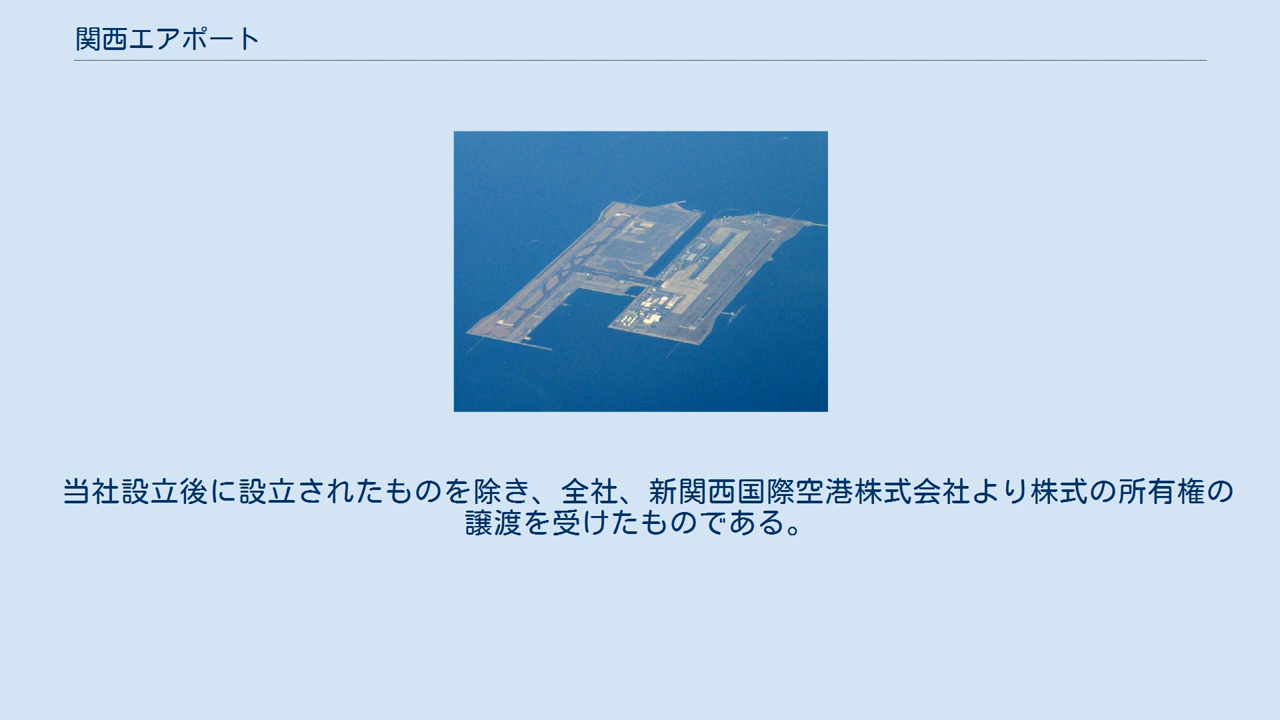 関西エアポート
当社設立後に設立されたものを除き、全社、新関西国際空港株式会社より株式の所有権の
譲渡を受けたものである。